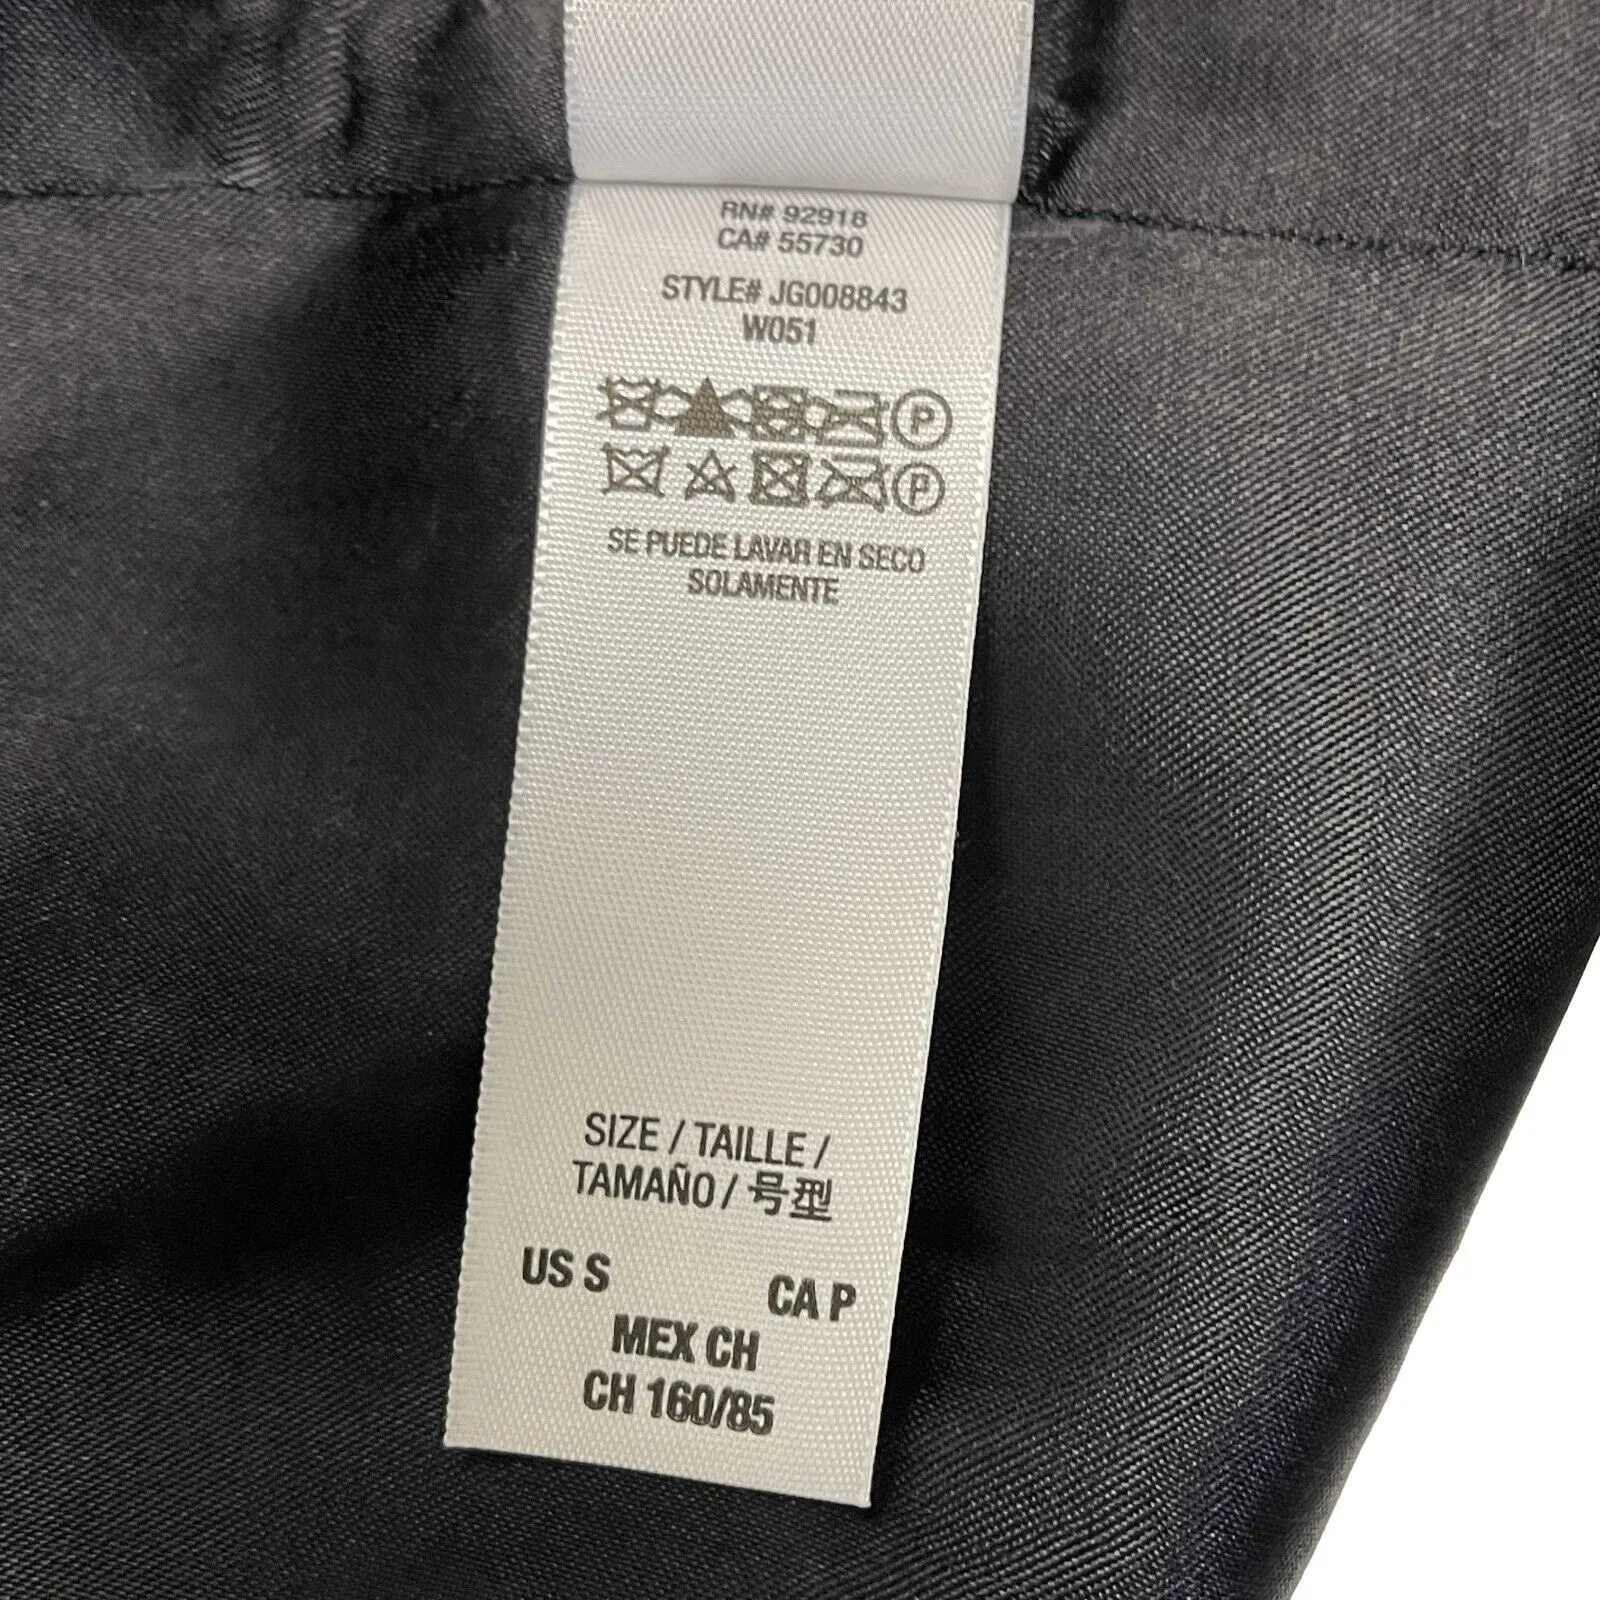 RN# 92918
CA# 55730
STYLE# JG008843
W051
P
P
SE PUEDE LAVAR EN SECO
SOLAMENTE
SIZE / TAILLE /
TAMAÑO / 号型
US S CA P
MEX CH
CH 160/85